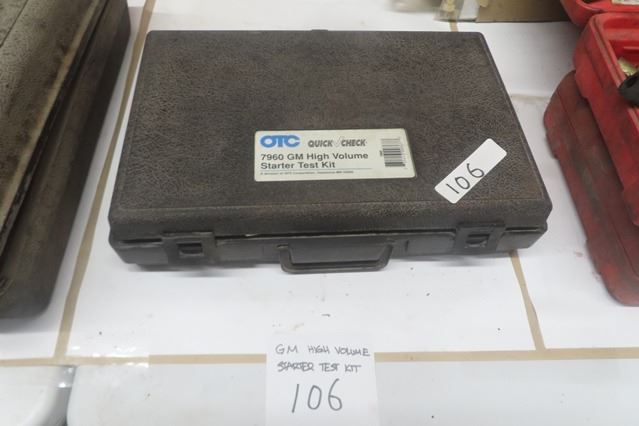 OTC QUICK CHECK
7960 GM High Volume
Starter Test Kit
106
GM HIGH VOLUME
STARTER TEST KIT
106